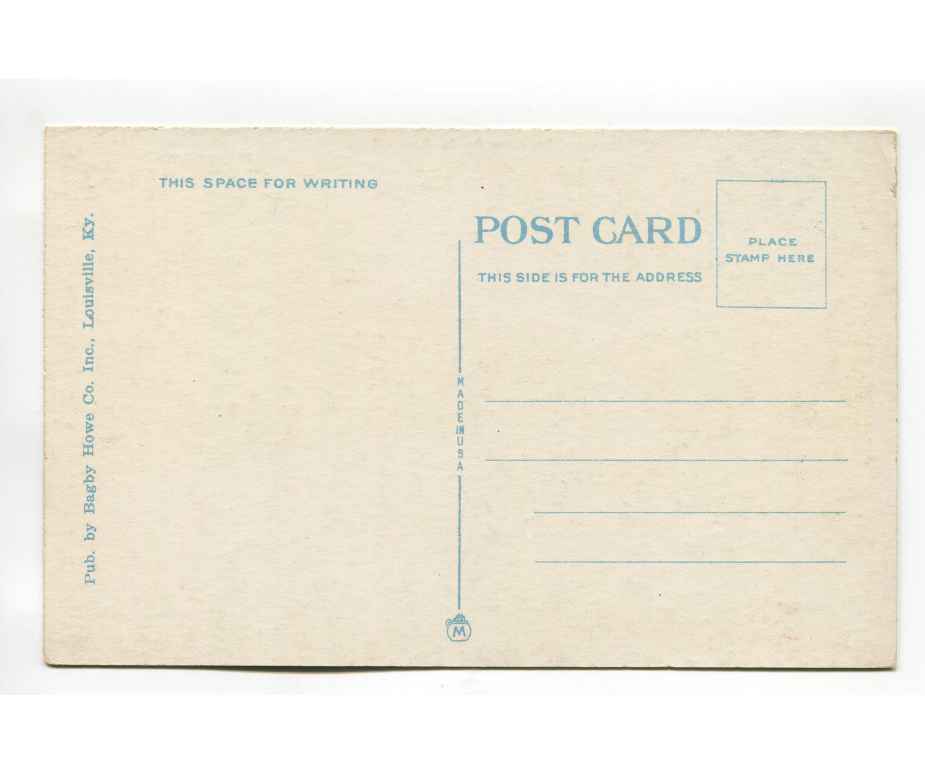 THIS SPACE FOR WRITING
Pub. by Bagby Howe Co. Inc., Louisville, Ky.
POST CARD
THIS SIDE IS FOR THE ADDRESS
PLACE
STAMP HERE
MADE IN USA
M